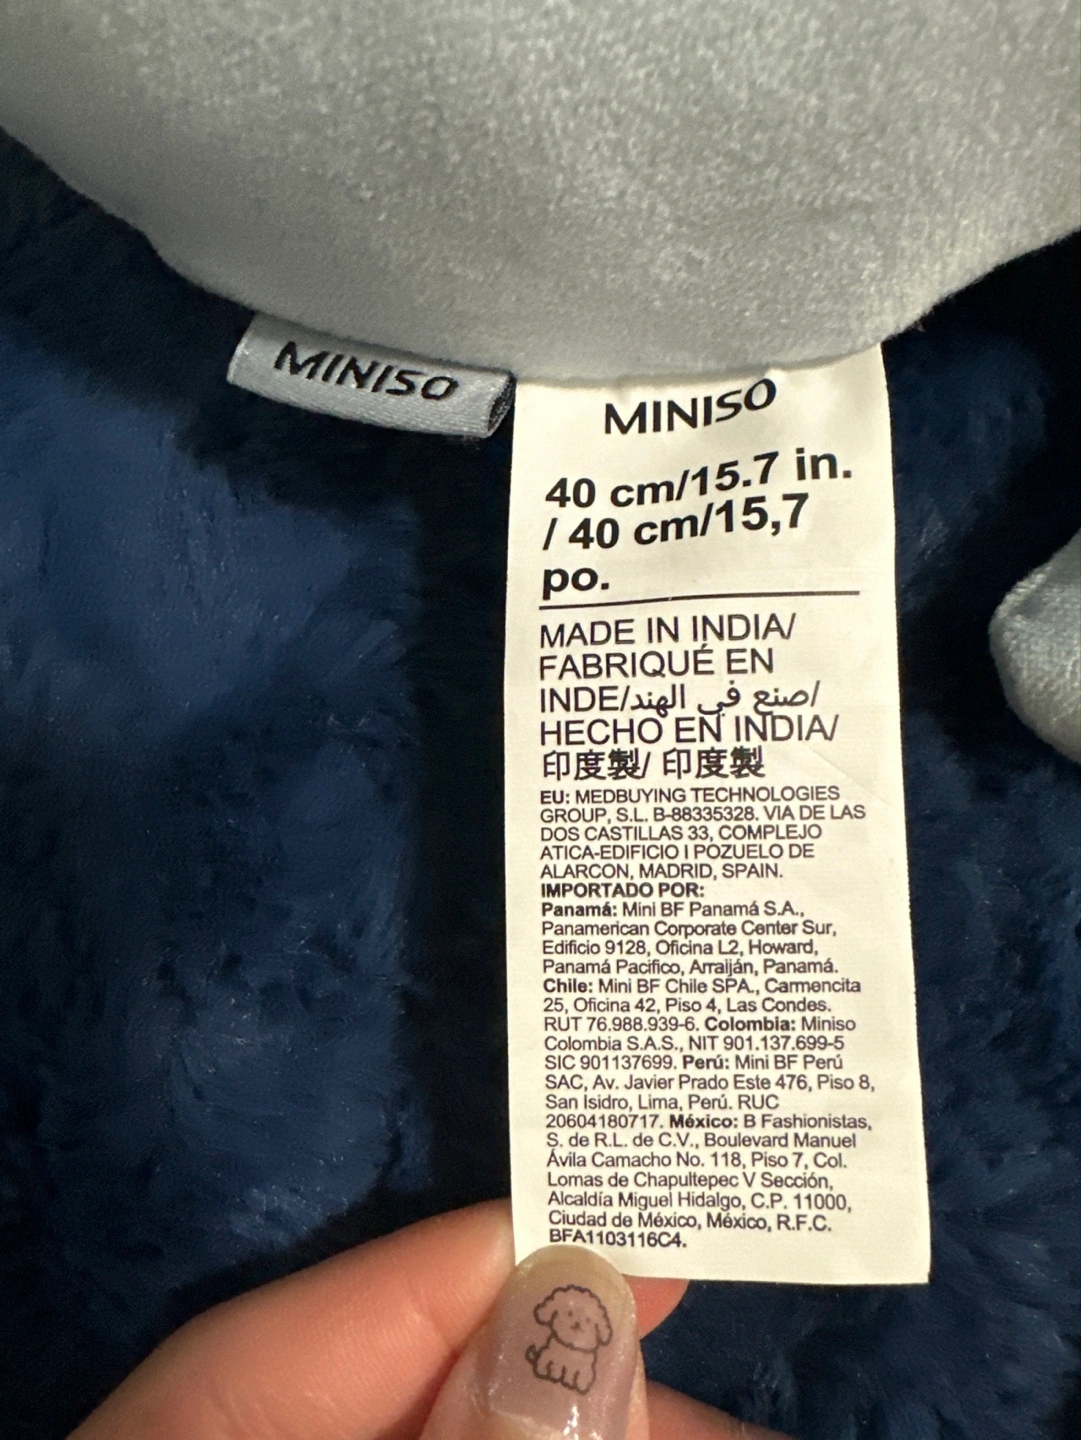 MINISO
MINISO
40 cm/15.7 in.
/ 40 cm/15,7
po.
MADE IN INDIA/
FABRIQUÉ EN
INDE/صنع في الهند/
HECHO EN INDIA/
印度製/ 印度製
EU: MEDBUYING TECHNOLOGIES
GROUP, S.L. B-88335328. VIA DE LAS
DOS CASTILLAS 33, COMPLEJO
ATICA-EDIFICIO I POZUELO DE
ALARCON, MADRID, SPAIN.
IMPORTADO POR:
Panamá: Mini BF Panamá S.A.,
Panamerican Corporate Center Sur,
Edificio 9128, Oficina L2, Howard,
Panamá Pacifico, Arraiján, Panamá.
Chile: Mini BF Chile SPA., Carmencita
25, Oficina 42, Piso 4, Las Condes.
RUT 76.988.939-6. Colombia: Miniso
Colombia S.A.S., NIT 901.137.699-5
SIC 901137699. Perú: Mini BF Perú
SAC, Av. Javier Prado Este 476, Piso 8,
San Isidro, Lima, Perú. RUC
20604180717. México: B Fashionistas,
S. de R.L. de C.V., Boulevard Manuel
Ávila Camacho No. 118, Piso 7, Col.
Lomas de Chapultepec V Sección,
Alcaldía Miguel Hidalgo, C.P. 11000,
Ciudad de México, México, R.F.C.
BFA1103116C4.